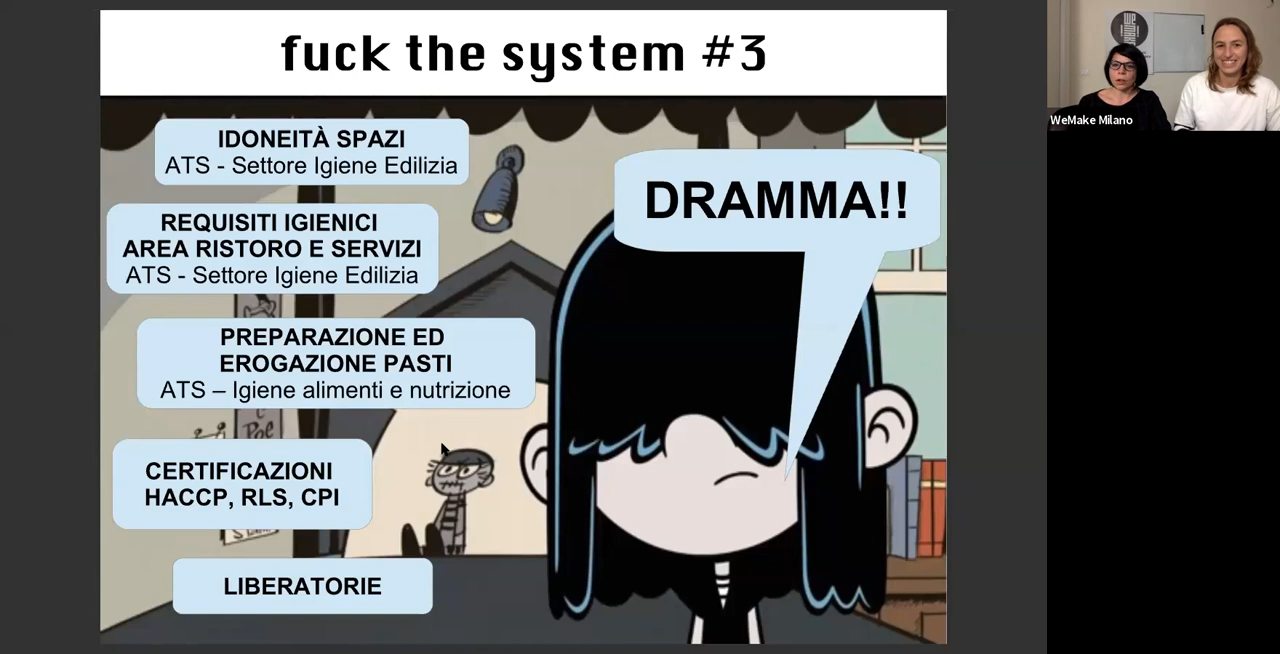 fuck the system #3
IDONEITÀ SPAZI
ATS - Settore Igiene Edilizia
REQUISITI IGIENICI
AREA RISTORO E SERVIZI
ATS - Settore Igiene Edilizia
PREPARAZIONE ED
EROGAZIONE PASTI
ATS – Igiene alimenti e nutrizione
CERTIFICAZIONI
HACCP, RLS, CPI
LIBERATORIE
DRAMMA!!
Poe
WeMake Milano